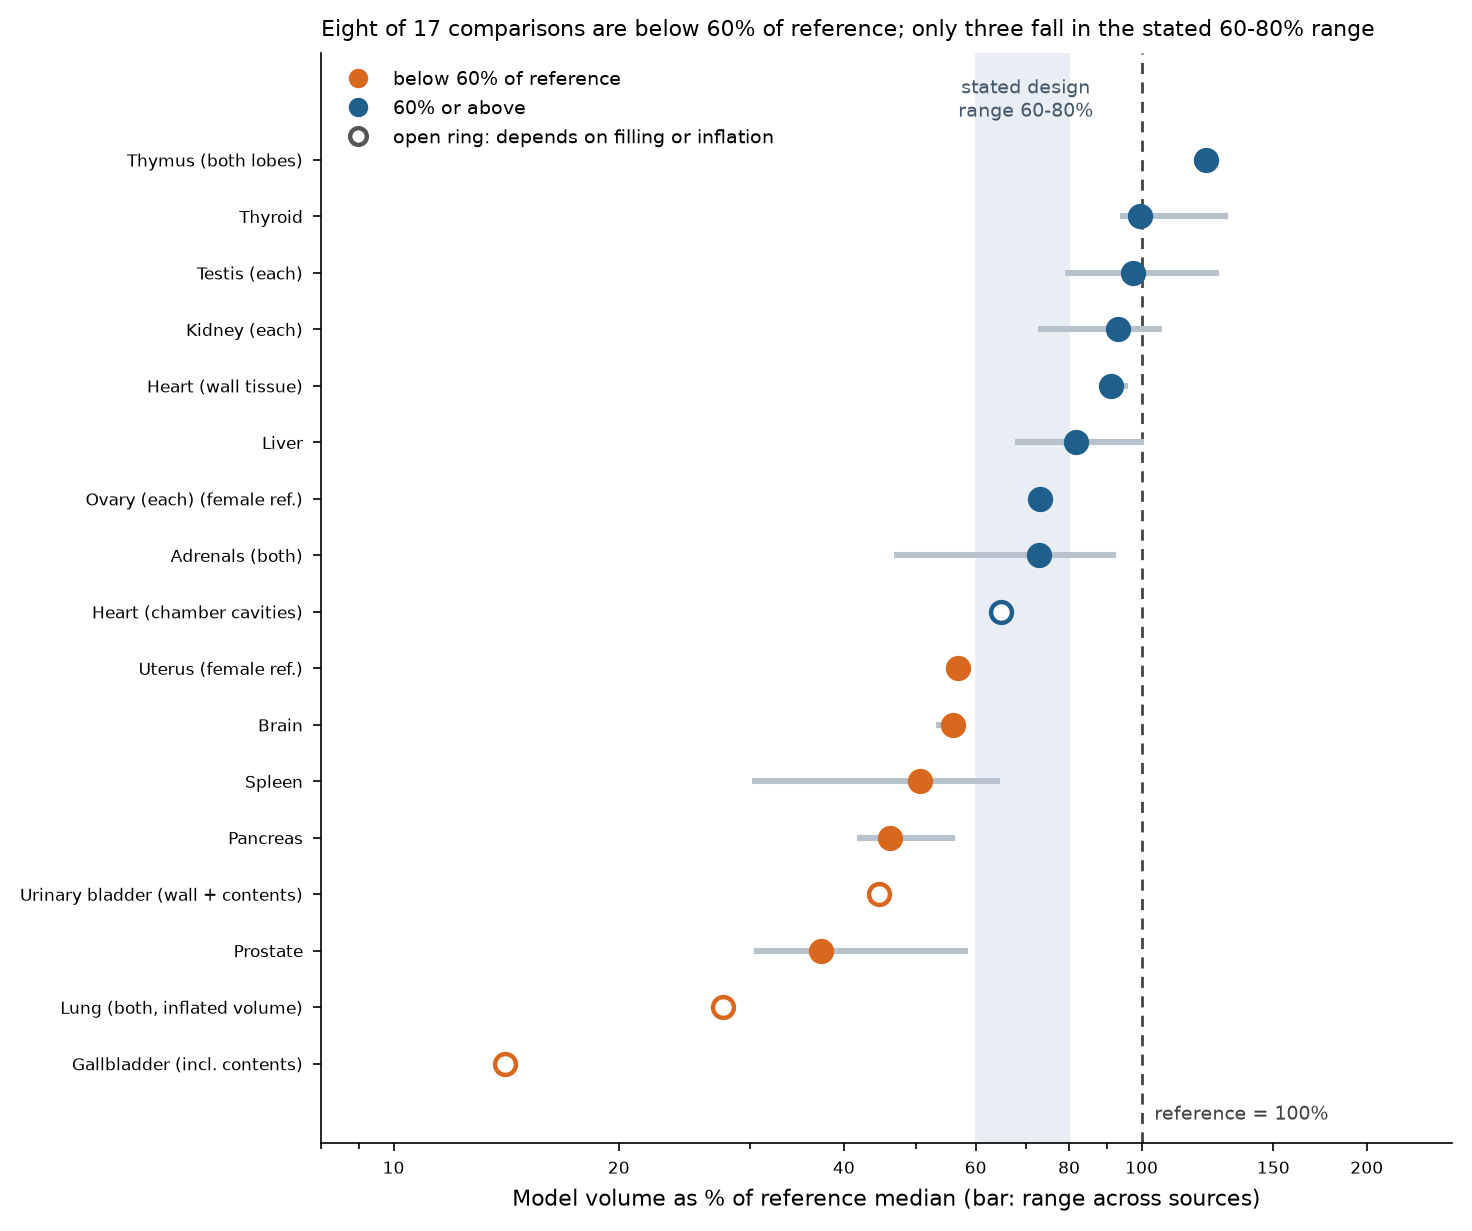 Eight of 17 comparisons are below 60% of reference; only three fall in the stated 60-80% range
below 60% of reference
60% or above
open ring: depends on filling or inflation
stated design
range 60-80%
Thymus (both lobes)
Thyroid
Testis (each)
Kidney (each)
Heart (wall tissue)
Liver
Ovary (each) (female ref.)
Adrenals (both)
Heart (chamber cavities)
Uterus (female ref.)
Brain
Spleen
Pancreas
Urinary bladder (wall + contents)
Prostate
Lung (both, inflated volume)
Gallbladder (incl. contents)
reference = 100%
10 20 40 60 80 100 150 200
Model volume as % of reference median (bar: range across sources)